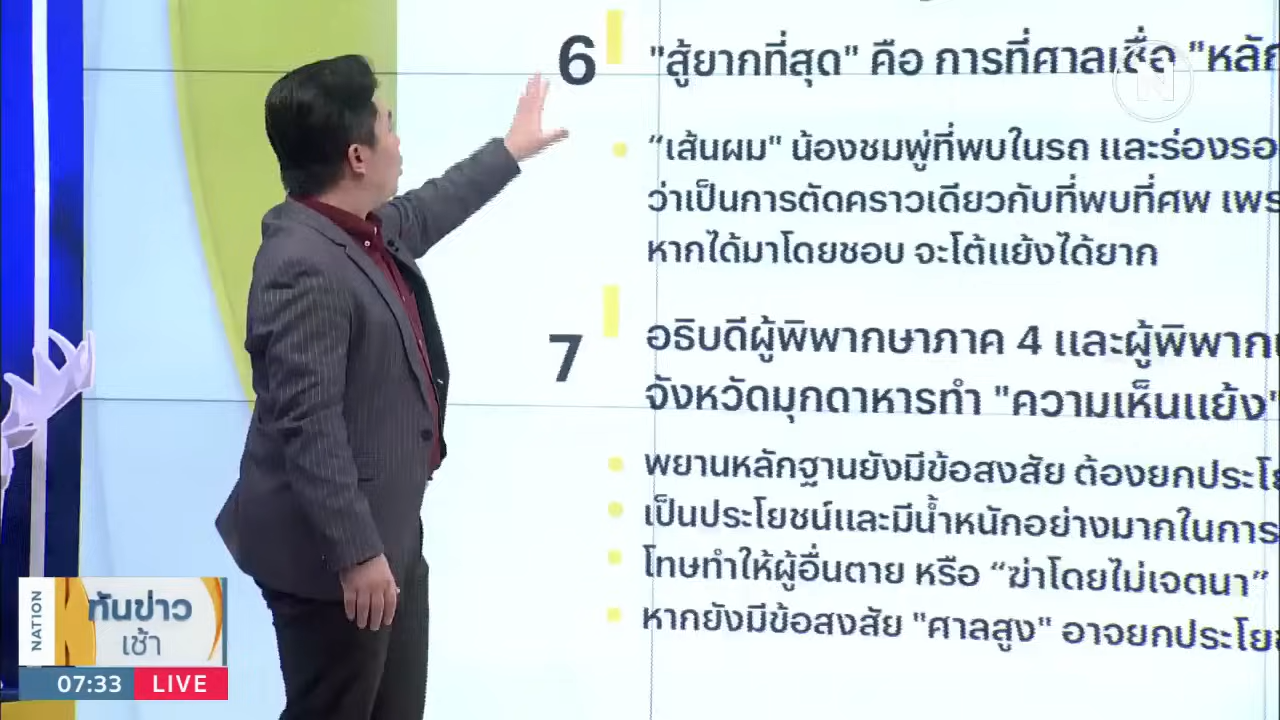 6 "สู้ยากที่สุด" คือ การที่ศาลเชื่อ "หลัก
“เส้นผม" น้องชมพู่ที่พบในรถ และร่องรอ
ว่าเป็นการตัดคราวเดียวกับที่พบที่ศพ เพร
หากได้มาโดยชอบ จะโต้แย้งได้ยาก
7 อธิบดีผู้พิพากษาภาค 4 และผู้พิพาก
จังหวัดมุกดาหารทำ "ความเห็นแย้ง"
พยานหลักฐานยังมีข้อสงสัย ต้องยกประโย
เป็นประโยชน์และมีน้ำหนักอย่างมากในการ
โทษทำให้ผู้อื่นตาย หรือ “ฆ่าโดยไม่เจตนา”
หากยังมีข้อสงสัย "ศาลสูง" อาจยกประโย
N
NATION
ทันข่าว
เช้า
07:33 LIVE